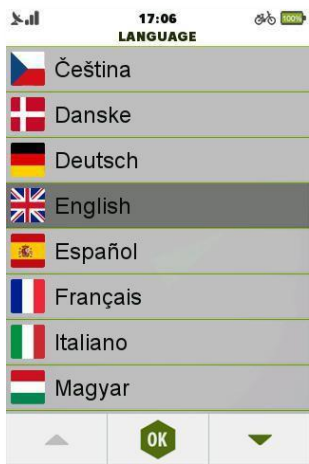 17:06
100%
LANGUAGE
Čeština
Danske
Deutsch
English
Español
Français
Italiano
Magyar
OK